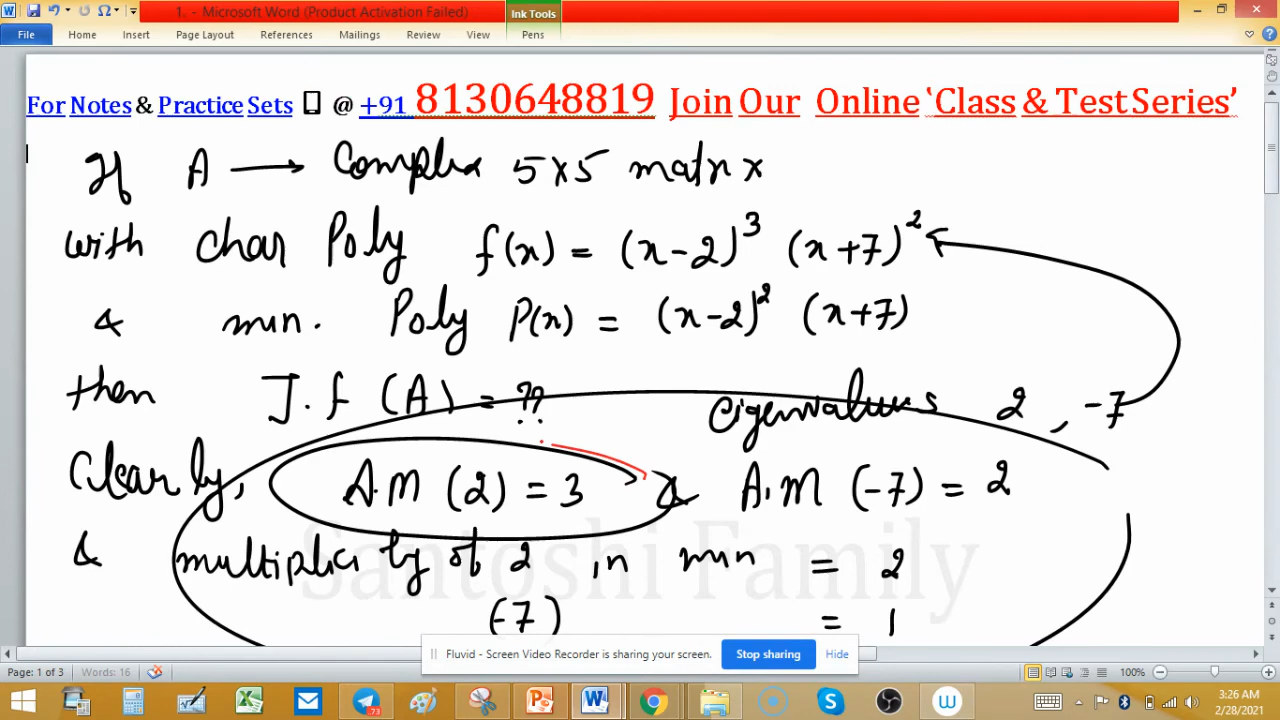 1. - Microsoft Word (Product Activation Failed)
Ink Tools
File Home Insert Page Layout References Mailings Review View Pens
For Notes & Practice Sets @ +91 8130648819 Join Our Online 'Class & Test Series'
If A → Complex 5×5 matrix
with char Poly f(x) = (x-2)³ (x+7)²
& min. Poly P(x) = (x-2)² (x+7)
then J.f (A) = ??
eigenvalues 2, -7
Clearly, A.M (2) = 3 & A.M (-7) = 2
& multiplicity of 2 in min = 2
Santoshi Family
(-7) = 1
Fluvid - Screen Video Recorder is sharing your screen. Stop sharing Hide
Page: 1 of 3 Words: 16 100%
73
3:26 AM
2/28/2021